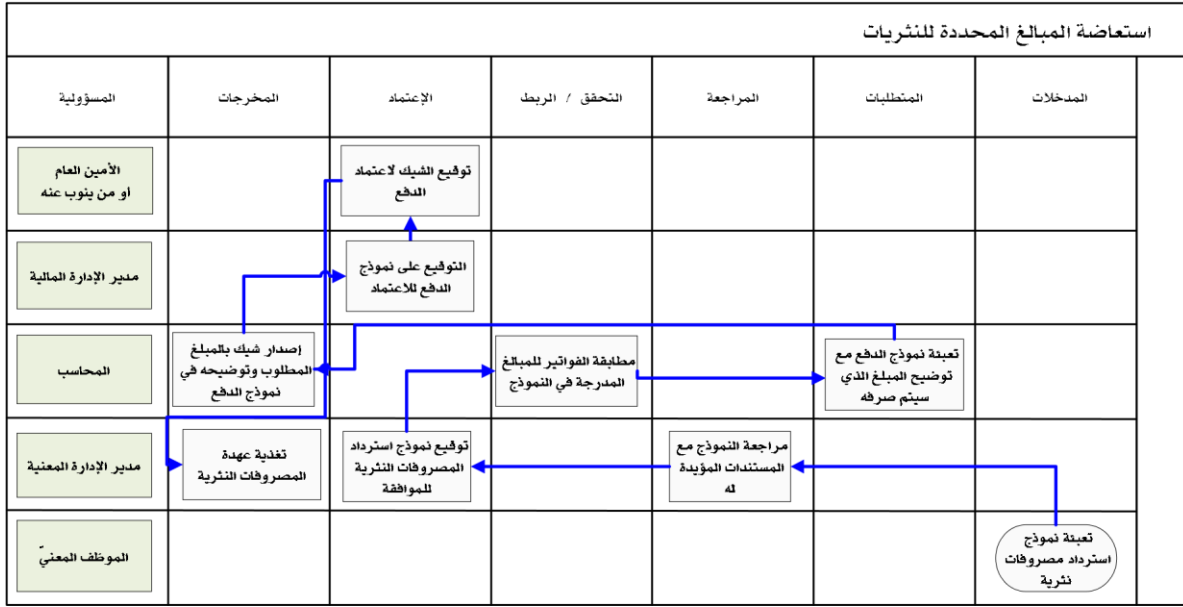 استعاضة المبالغ المحددة للنثريات
المدخلات
المتطلبات
المراجعة
التحقق / الربط
الإعتماد
المخرجات
المسؤولية
توقيع الشيك لاعتماد
الدفع
الأمين العام
أو من ينوب عنه
التوقيع على نموذج
الدفع للاعتماد
مدير الإدارة المالية
تعبئة نموذج الدفع مع
توضيح المبلغ الذي
سيتم صرفه
مطابقة الفواتير للمبالغ
المدرجة في النموذج
إصدار شيك بالمبلغ
المطلوب وتوضيحه في
نموذج الدفع
المحاسب
مراجعة النموذج مع
المستندات المؤيدة
له
توقيع نموذج استرداد
المصروفات النثرية
للموافقة
تغذية عهدة
المصروفات النثرية
مدير الإدارة المعنية
تعبئة نموذج
استرداد مصروفات
نثرية
الموظف المعنيّ